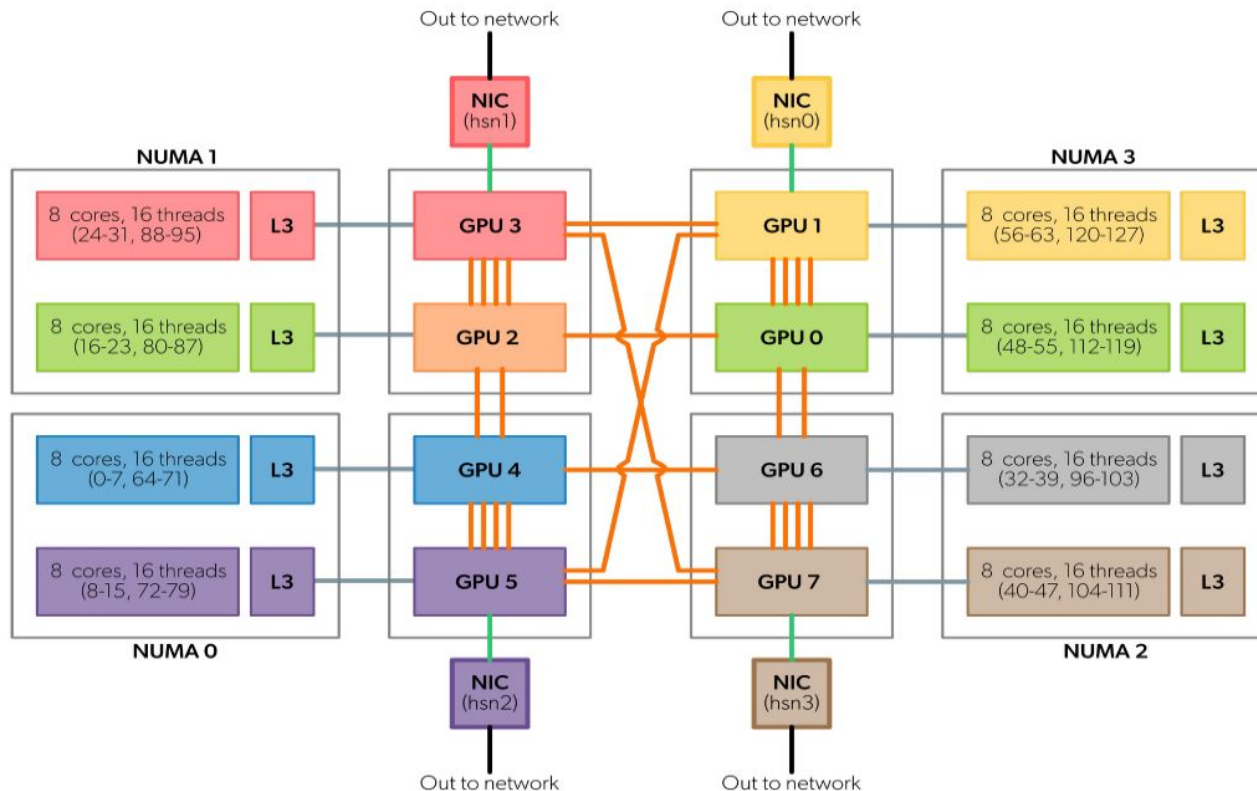 Out to network
Out to network
NIC
(hsn1)
NIC
(hsn0)
NUMA 1
NUMA 3
8 cores, 16 threads
(24-31, 88-95)
L3
GPU 3
GPU 1
8 cores, 16 threads
(56-63, 120-127)
L3
8 cores, 16 threads
(16-23, 80-87)
L3
GPU 2
GPU 0
8 cores, 16 threads
(48-55, 112-119)
L3
8 cores, 16 threads
(0-7, 64-71)
L3
GPU 4
GPU 6
8 cores, 16 threads
(32-39, 96-103)
L3
8 cores, 16 threads
(8-15, 72-79)
L3
GPU 5
GPU 7
8 cores, 16 threads
(40-47, 104-111)
L3
NUMA 0
NUMA 2
NIC
(hsn2)
NIC
(hsn3)
Out to network
Out to network